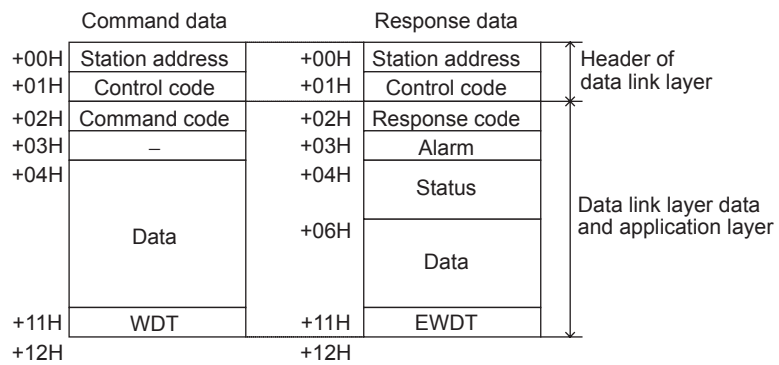 Command data Response data
+00H Station address +00H Station address Header of
+01H Control code +01H Control code data link layer
+02H Command code +02H Response code
+03H – +03H Alarm
+04H +04H Status
Data link layer data
Data +06H and application layer
Data
+11H WDT +11H EWDT
+12H +12H